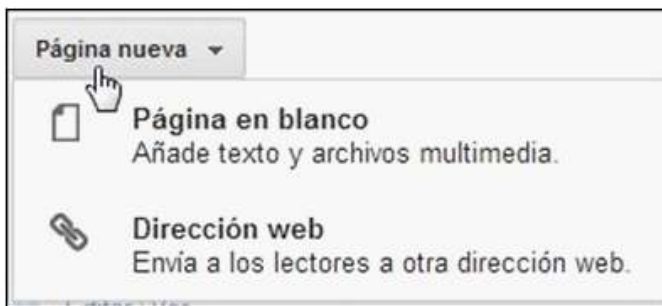 Página nueva
Página en blanco
Añade texto y archivos multimedia.
Dirección web
Envía a los lectores a otra dirección web.